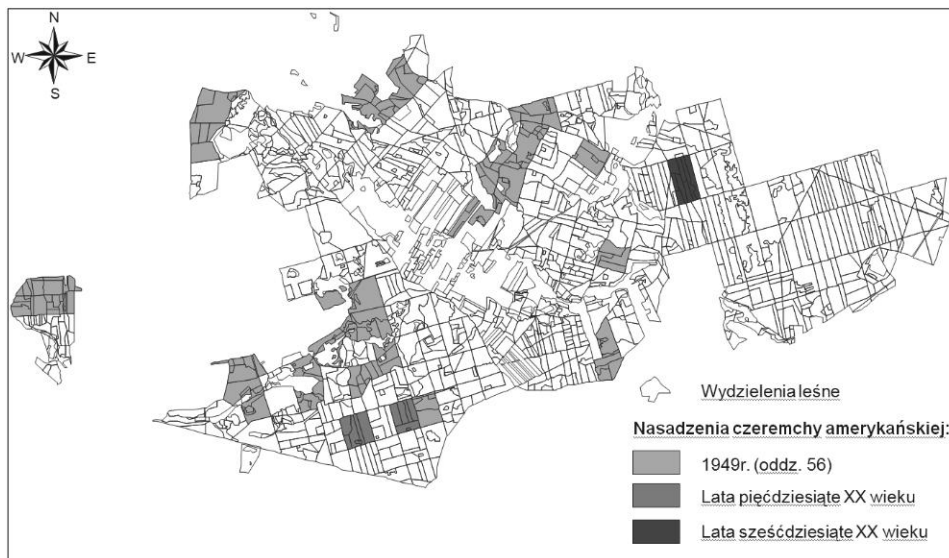 N
W E
S
Wydzielenia leśne
Nasadzenia czeremchy amerykańskiej:
1949r. (oddz. 56)
Lata pięćdziesiąte XX wieku
Lata sześćdziesiąte XX wieku